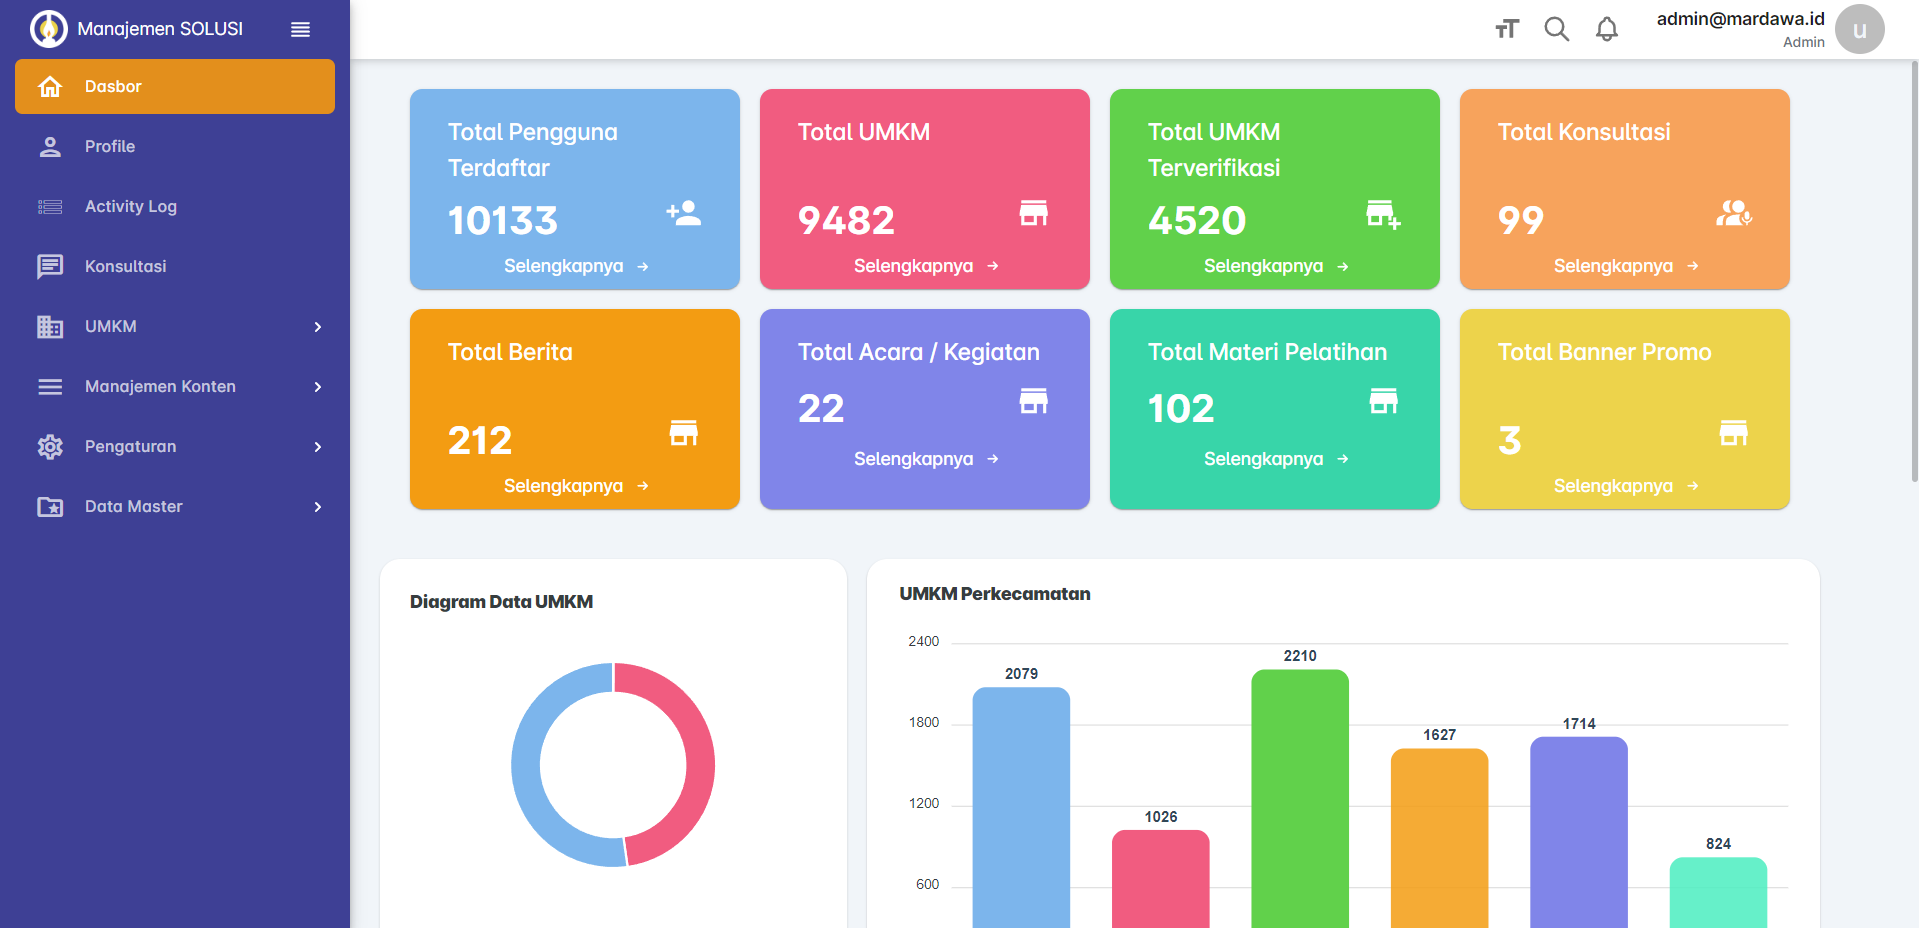 Manajemen SOLUSI
admin@mardawa.id
Admin
u
Dasbor
Profile
Activity Log
Konsultasi
UMKM
Manajemen Konten
Pengaturan
Data Master
Total Pengguna
Terdaftar
10133
Selengkapnya
Total UMKM
9482
Selengkapnya
Total UMKM
Terverifikasi
4520
Selengkapnya
Total Konsultasi
99
Selengkapnya
Total Berita
212
Selengkapnya
Total Acara / Kegiatan
22
Selengkapnya
Total Materi Pelatihan
102
Selengkapnya
Total Banner Promo
3
Selengkapnya
Diagram Data UMKM
UMKM Perkecamatan
2400
1800
1200
600
2079
1026
2210
1627
1714
824